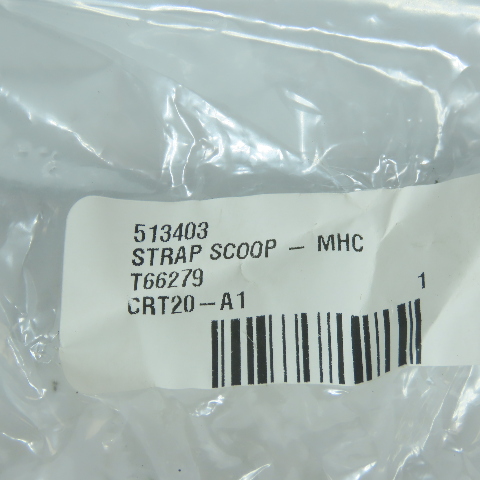 513403
STRAP SCOOP - MHC
T66279
CRT20-A1 1